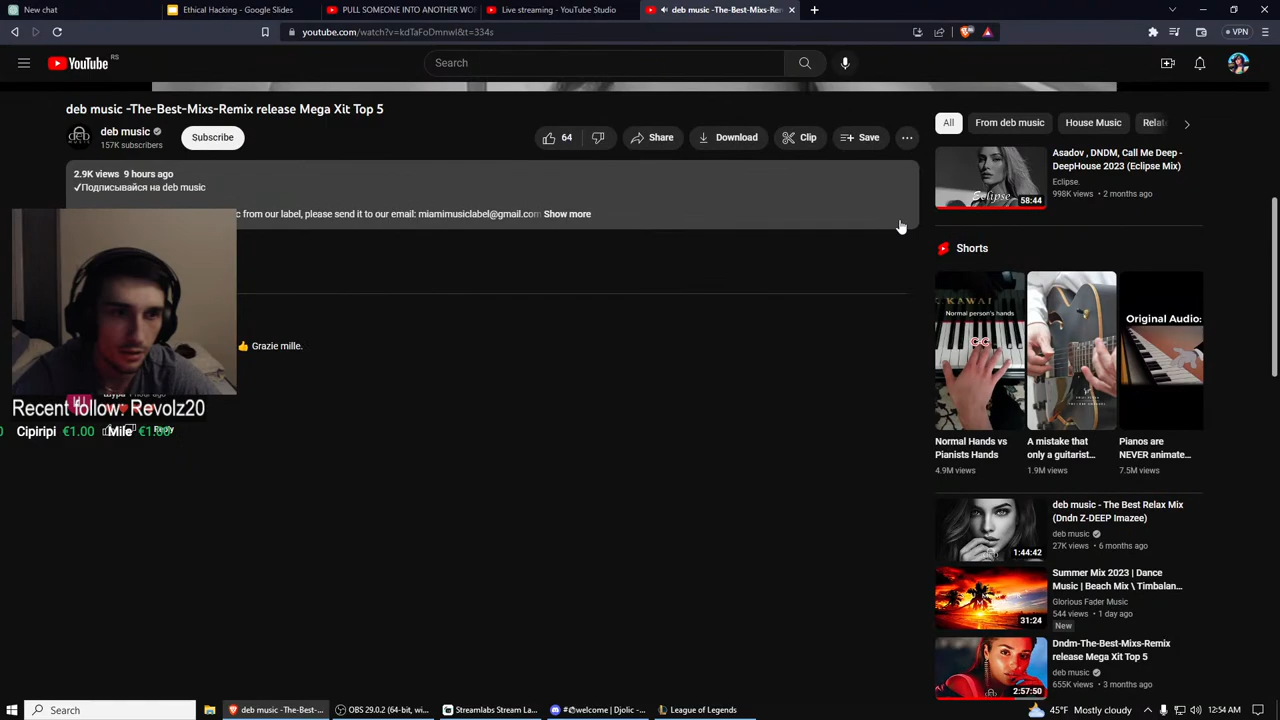 New chat
Ethical Hacking - Google Slides
PULL SOMEONE INTO ANOTHER WO
Live streaming - YouTube Studio
deb music -The-Best-Mixs-Re
youtube.com/watch?v=kdTaFoDmnwI&t=334s
VPN
YouTube RS
Search
deb music -The-Best-Mixs-Remix release Mega Xit Top 5
deb music
157K subscribers
Subscribe
64
Share
Download
Clip
Save
2.9K views 9 hours ago
✓Подписывайся на deb music
c from our label, please send it to our email: miamimusiclabel@gmail.com Show more
👍 Grazie mille.
1 hour ago
Recent follow: Revolz20
Cipiripi €1.00 Mile €1.00
Reply
All
From deb music
House Music
Relat
Asadov , DNDM, Call Me Deep -
DeepHouse 2023 (Eclipse Mix)
Eclipse.
998K views • 2 months ago
Eclipse
58:44
Shorts
KAWAI
Normal person's hands
CC
Original Audio:
Normal Hands vs
Pianists Hands
4.9M views
A mistake that
only a guitarist...
1.9M views
Pianos are
NEVER animate...
7.5M views
deb music - The Best Relax Mix
(Dndn Z-DEEP Imazee)
deb music
27K views • 6 months ago
1:44:42
Summer Mix 2023 | Dance
Music | Beach Mix \ Timbalan...
Glorious Fader Music
544 views • 1 day ago
New
31:24
Dndm-The-Best-Mixs-Remix
release Mega Xit Top 5
deb music
655K views • 3 months ago
2:57:50
Search
deb music -The-Best-...
OBS 29.0.2 (64-bit, wi...
Streamlabs Stream La...
welcome | Djolic - ...
League of Legends
45°F Mostly cloudy
12:54 AM